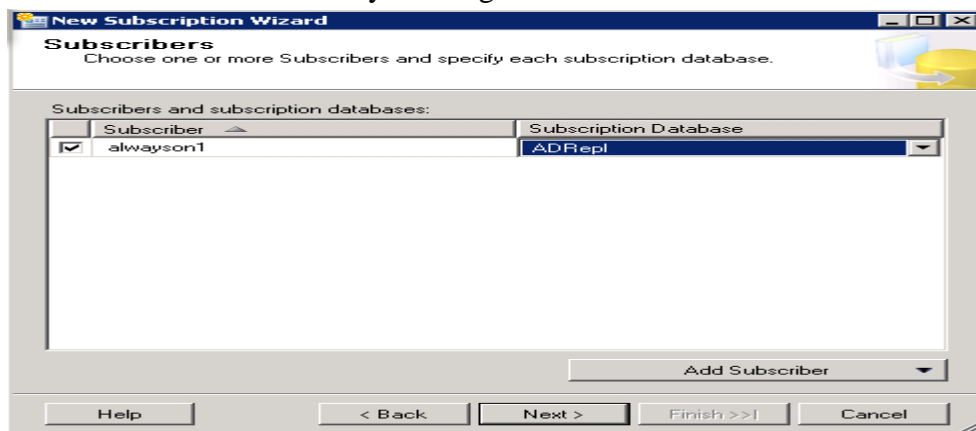 New Subscription Wizard
Subscribers
Choose one or more Subscribers and specify each subscription database.
Subscribers and subscription databases:
Subscriber Subscription Database
alwayson1 ADRepl
Add Subscriber
Help < Back Next > Finish >>| Cancel